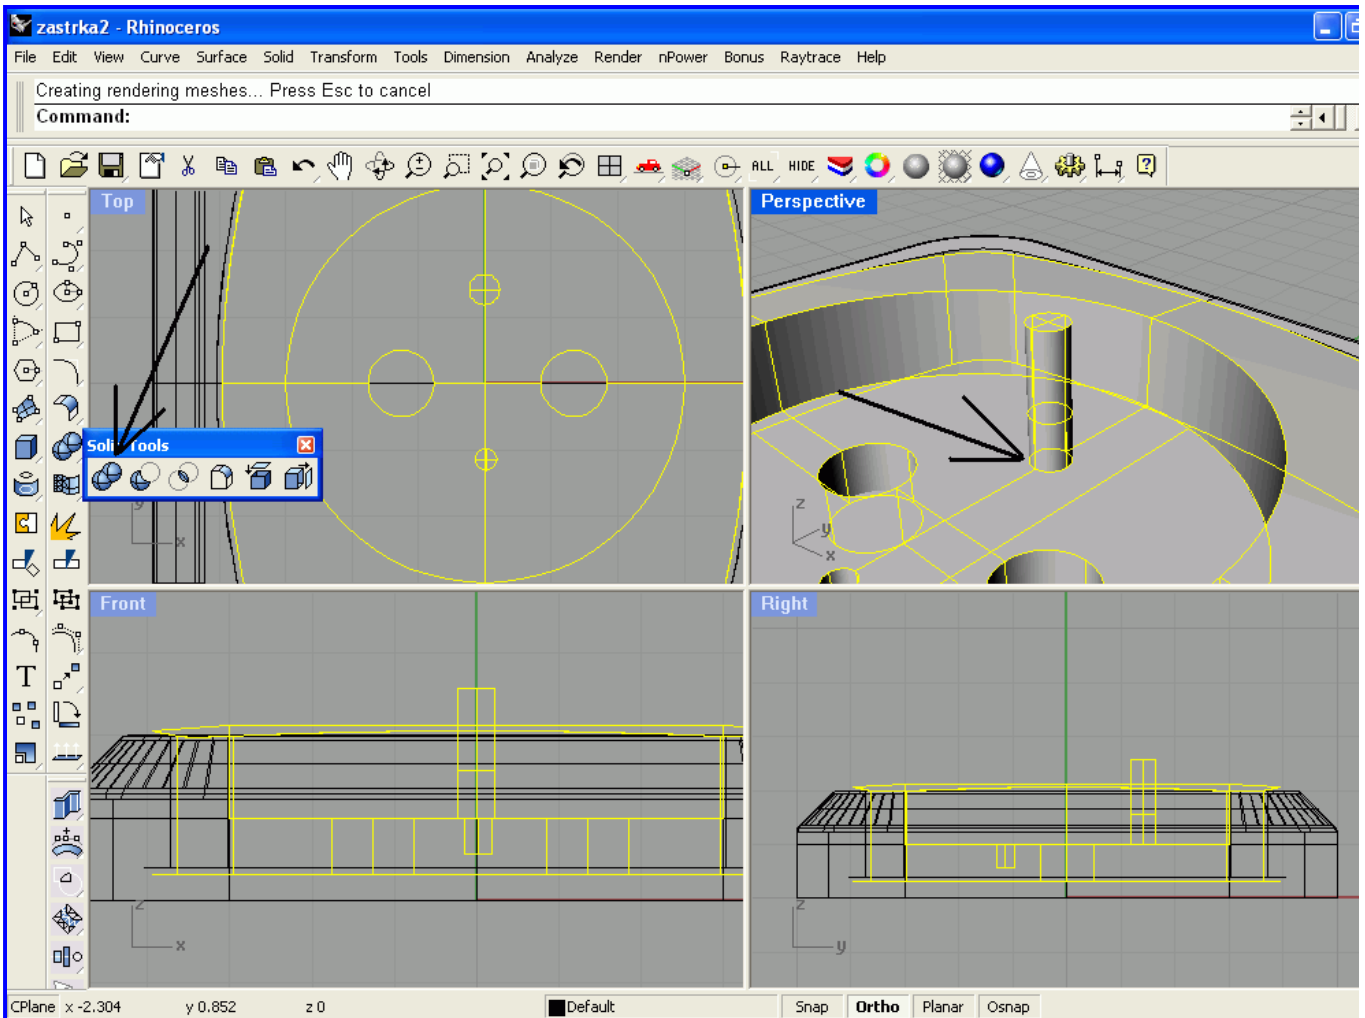 zastrka2 - Rhinoceros
File Edit View Curve Surface Solid Transform Tools Dimension Analyze Render nPower Bonus Raytrace Help
Creating rendering meshes... Press Esc to cancel
Command:
ALL HIDE
Top
Perspective
Solid Tools
y
x
z
y
x
T
Front
Right
z
x
z
y
CPlane x -2.304 y 0.852 z 0 Default Snap Ortho Planar Osnap